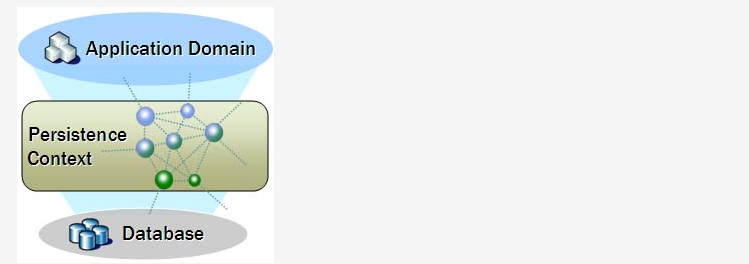 Application Domain
Persistence
Context
Database